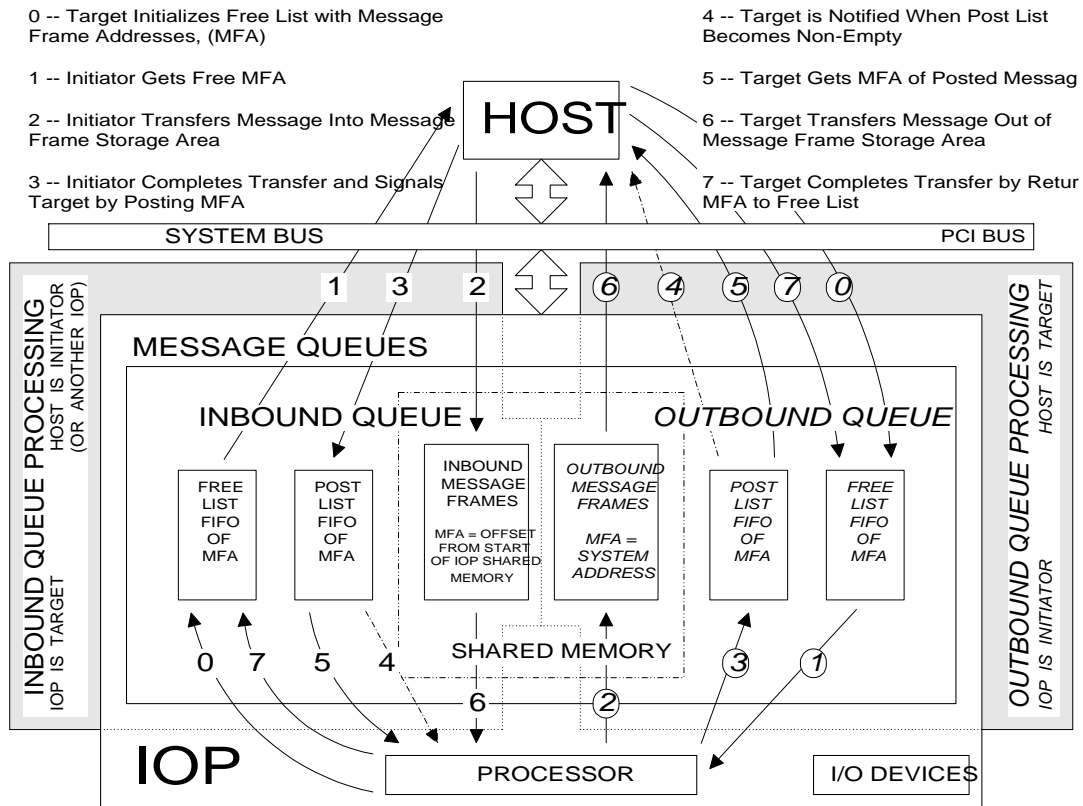 0 -- Target Initializes Free List with Message
Frame Addresses, (MFA)
1 -- Initiator Gets Free MFA
2 -- Initiator Transfers Message Into Message
Frame Storage Area
3 -- Initiator Completes Transfer and Signals
Target by Posting MFA
4 -- Target is Notified When Post List
Becomes Non-Empty
5 -- Target Gets MFA of Posted Messag
6 -- Target Transfers Message Out of
Message Frame Storage Area
7 -- Target Completes Transfer by Retur
MFA to Free List
HOST
SYSTEM BUS
PCI BUS
1
3
2
6
4
5
7
0
INBOUND QUEUE PROCESSING
HOST IS INITIATOR
(OR ANOTHER IOP)
IOP IS TARGET
OUTBOUND QUEUE PROCESSING
HOST IS TARGET
IOP IS INITIATOR
MESSAGE QUEUES
INBOUND QUEUE
OUTBOUND QUEUE
FREE
LIST
FIFO
OF
MFA
POST
LIST
FIFO
OF
MFA
INBOUND
MESSAGE
FRAMES
MFA = OFFSET
FROM START
OF IOP SHARED
MEMORY
OUTBOUND
MESSAGE
FRAMES
MFA =
SYSTEM
ADDRESS
POST
LIST
FIFO
OF
MFA
FREE
LIST
FIFO
OF
MFA
SHARED MEMORY
0
7
5
4
6
2
3
1
IOP
PROCESSOR
I/O DEVICES